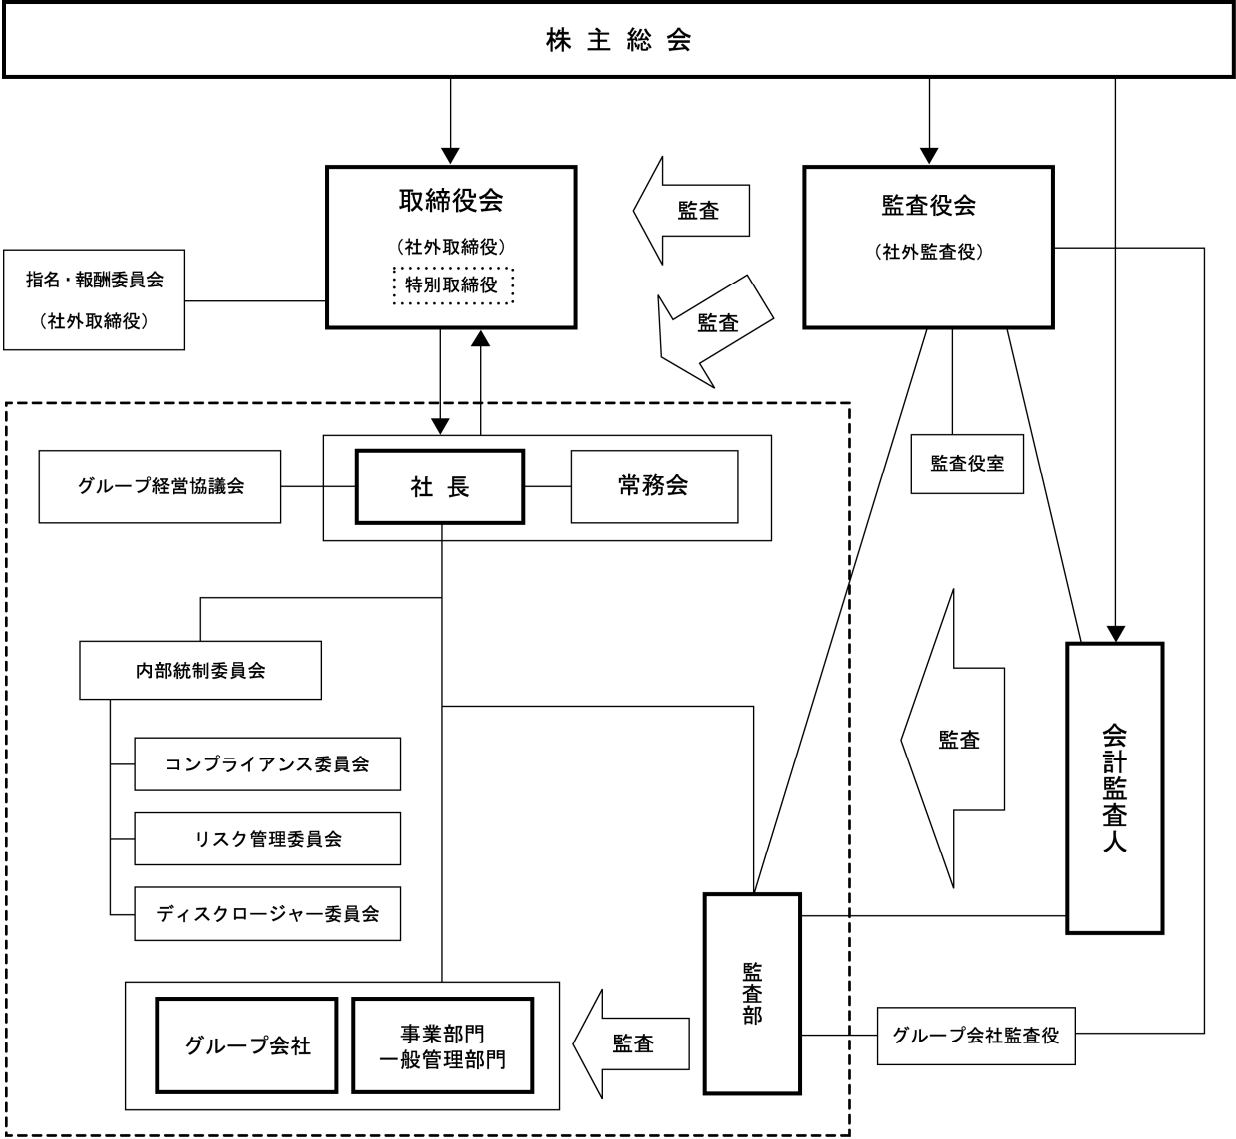 株主総会
取締役会
（社外取締役）
特別取締役
監査
監査役会
（社外監査役）
指名・報酬委員会
（社外取締役）
監査
グループ経営協議会
社長
常務会
監査役室
内部統制委員会
コンプライアンス委員会
リスク管理委員会
ディスクロージャー委員会
監査
会計監査人
監査部
グループ会社
事業部門
一般管理部門
監査
グループ会社監査役